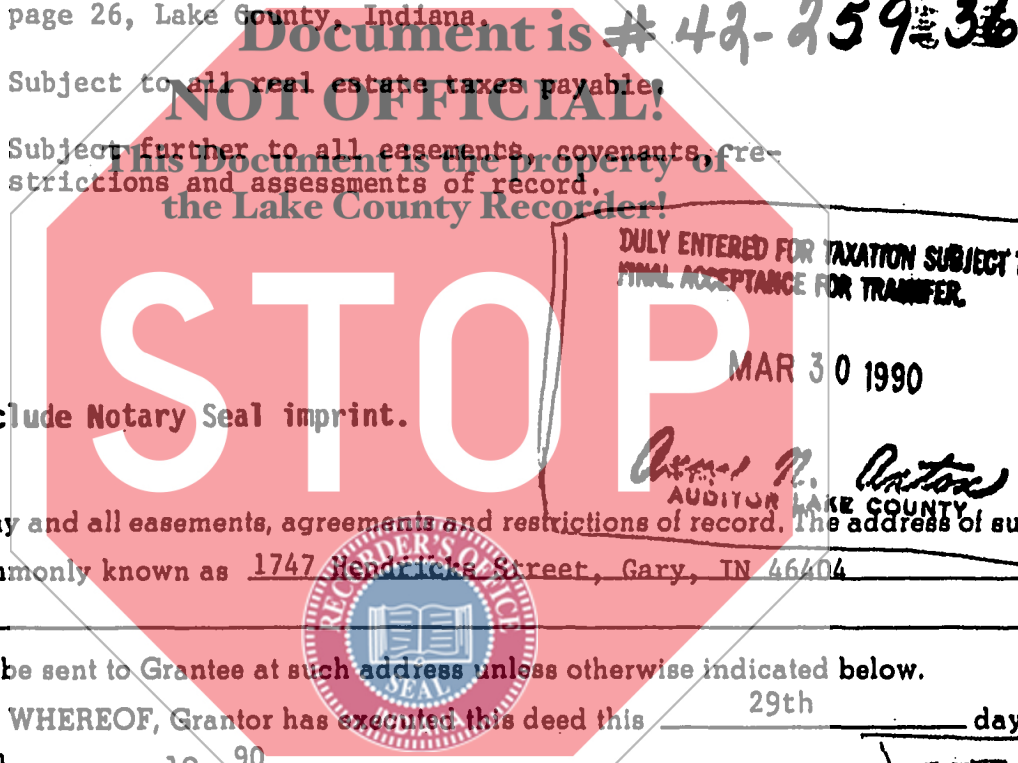 page 26, Lake County, Indiana.
Document is # 42-259-36
Subject to all real estate taxes payable.
NOT OFFICIAL!
Subject further to all easements, covenants, re-
This Document is the property of
strictions and assessments of record.
the Lake County Recorder!
DULY ENTERED FOR TAXATION SUBJECT
FINAL ACCEPTANCE FOR TRANSFER.
STOP
MAR 30 1990
clude Notary Seal imprint.
Anna N. Anton
AUDITOR LAKE COUNTY
y and all easements, agreements and restrictions of record. The address of su
mmonly known as 1747 Hendricks Street, Gary, IN 46404
RECORDER'S OFFICE
SEAL
INDIANA
be sent to Grantee at such address unless otherwise indicated below.
WHEREOF, Grantor has executed this deed this 29th day
90